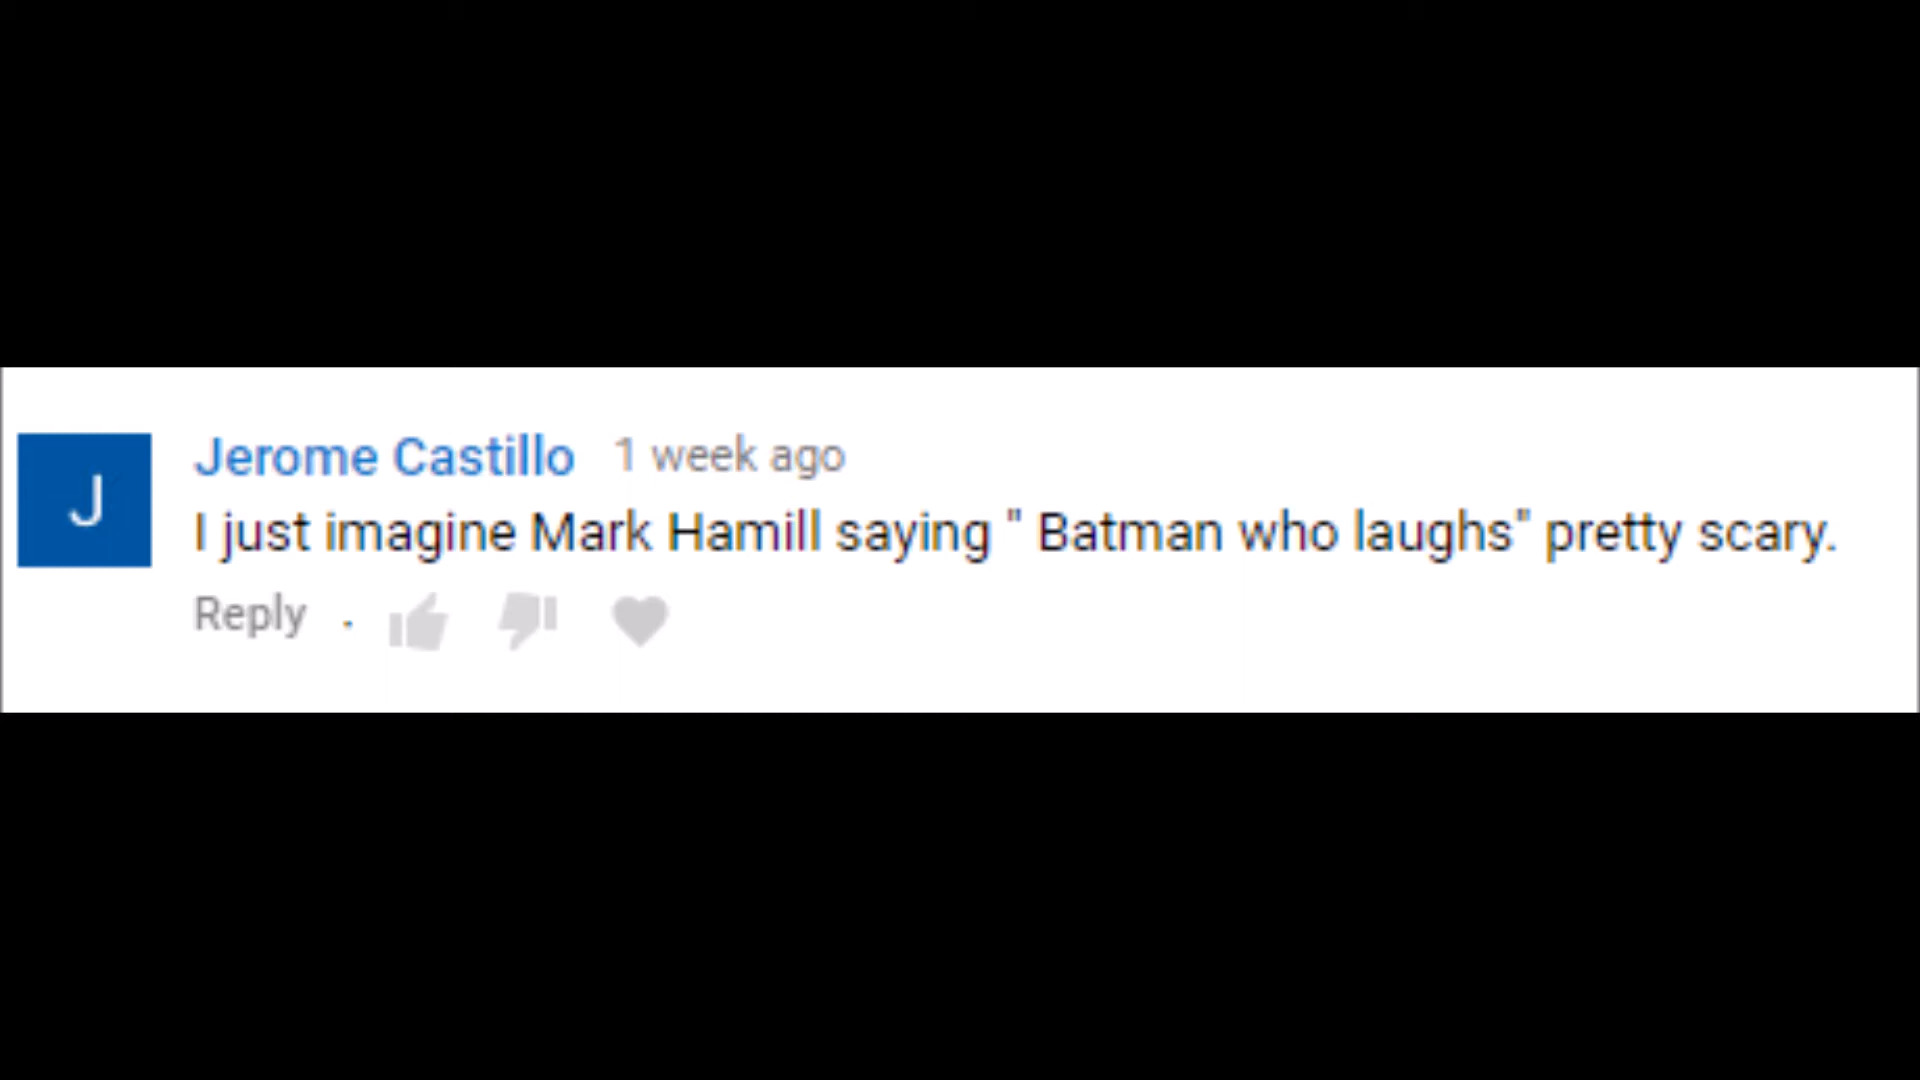 J
Jerome Castillo 1 week ago
I just imagine Mark Hamill saying " Batman who laughs" pretty scary.
Reply .